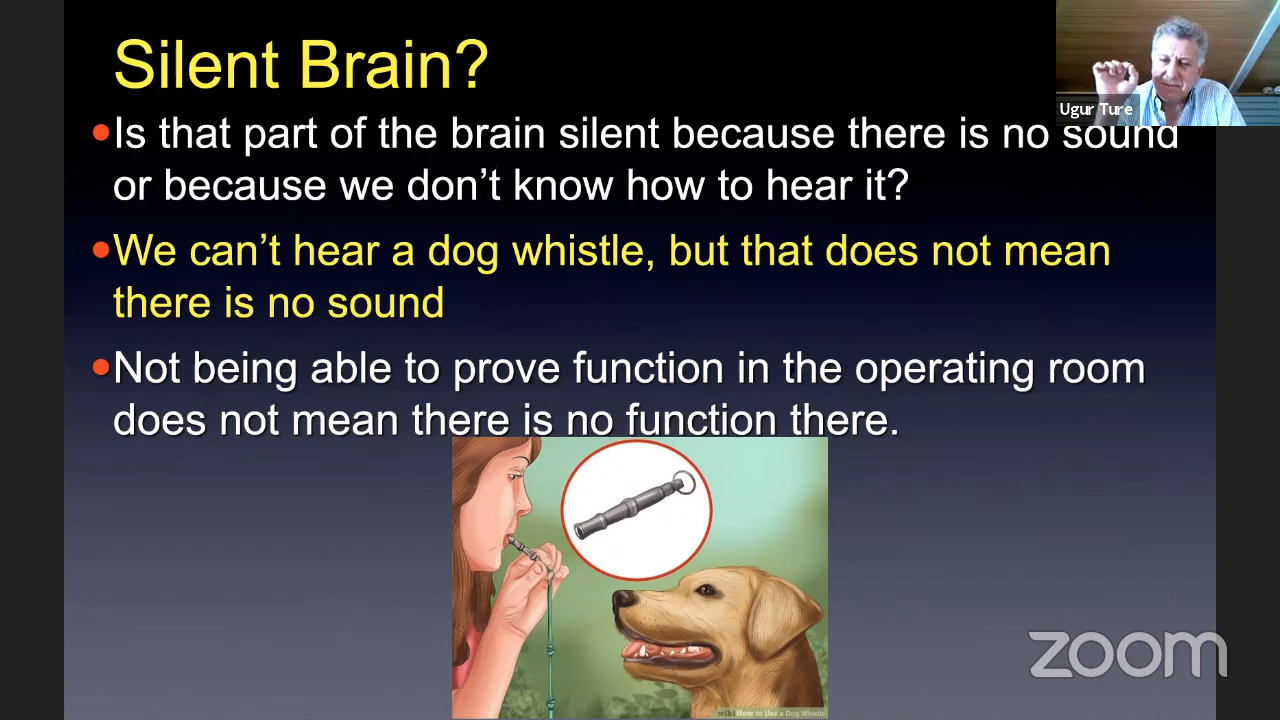 Silent Brain?
Ugur Ture
Is that part of the brain silent because there is no sound
or because we don’t know how to hear it?
We can’t hear a dog whistle, but that does not mean
there is no sound
Not being able to prove function in the operating room
does not mean there is no function there.
zoom
wiki How to Use a Dog Whistle